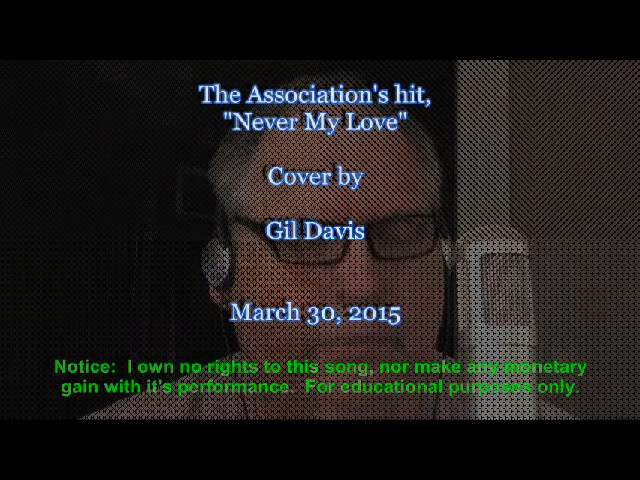 The Association's hit,
"Never My Love"
Cover by
Gil Davis
March 30, 2015
Notice:  I own no rights to this song, nor make any monetary
gain with it's performance.  For educational purposes only.